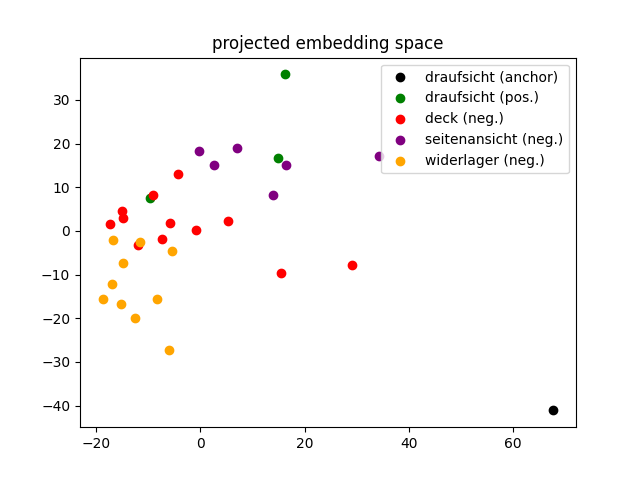 projected embedding space
draufsicht (anchor)
draufsicht (pos.)
deck (neg.)
seitenansicht (neg.)
widerlager (neg.)
30
20
10
0
−10
−20
−30
−40
−20
0
20
40
60